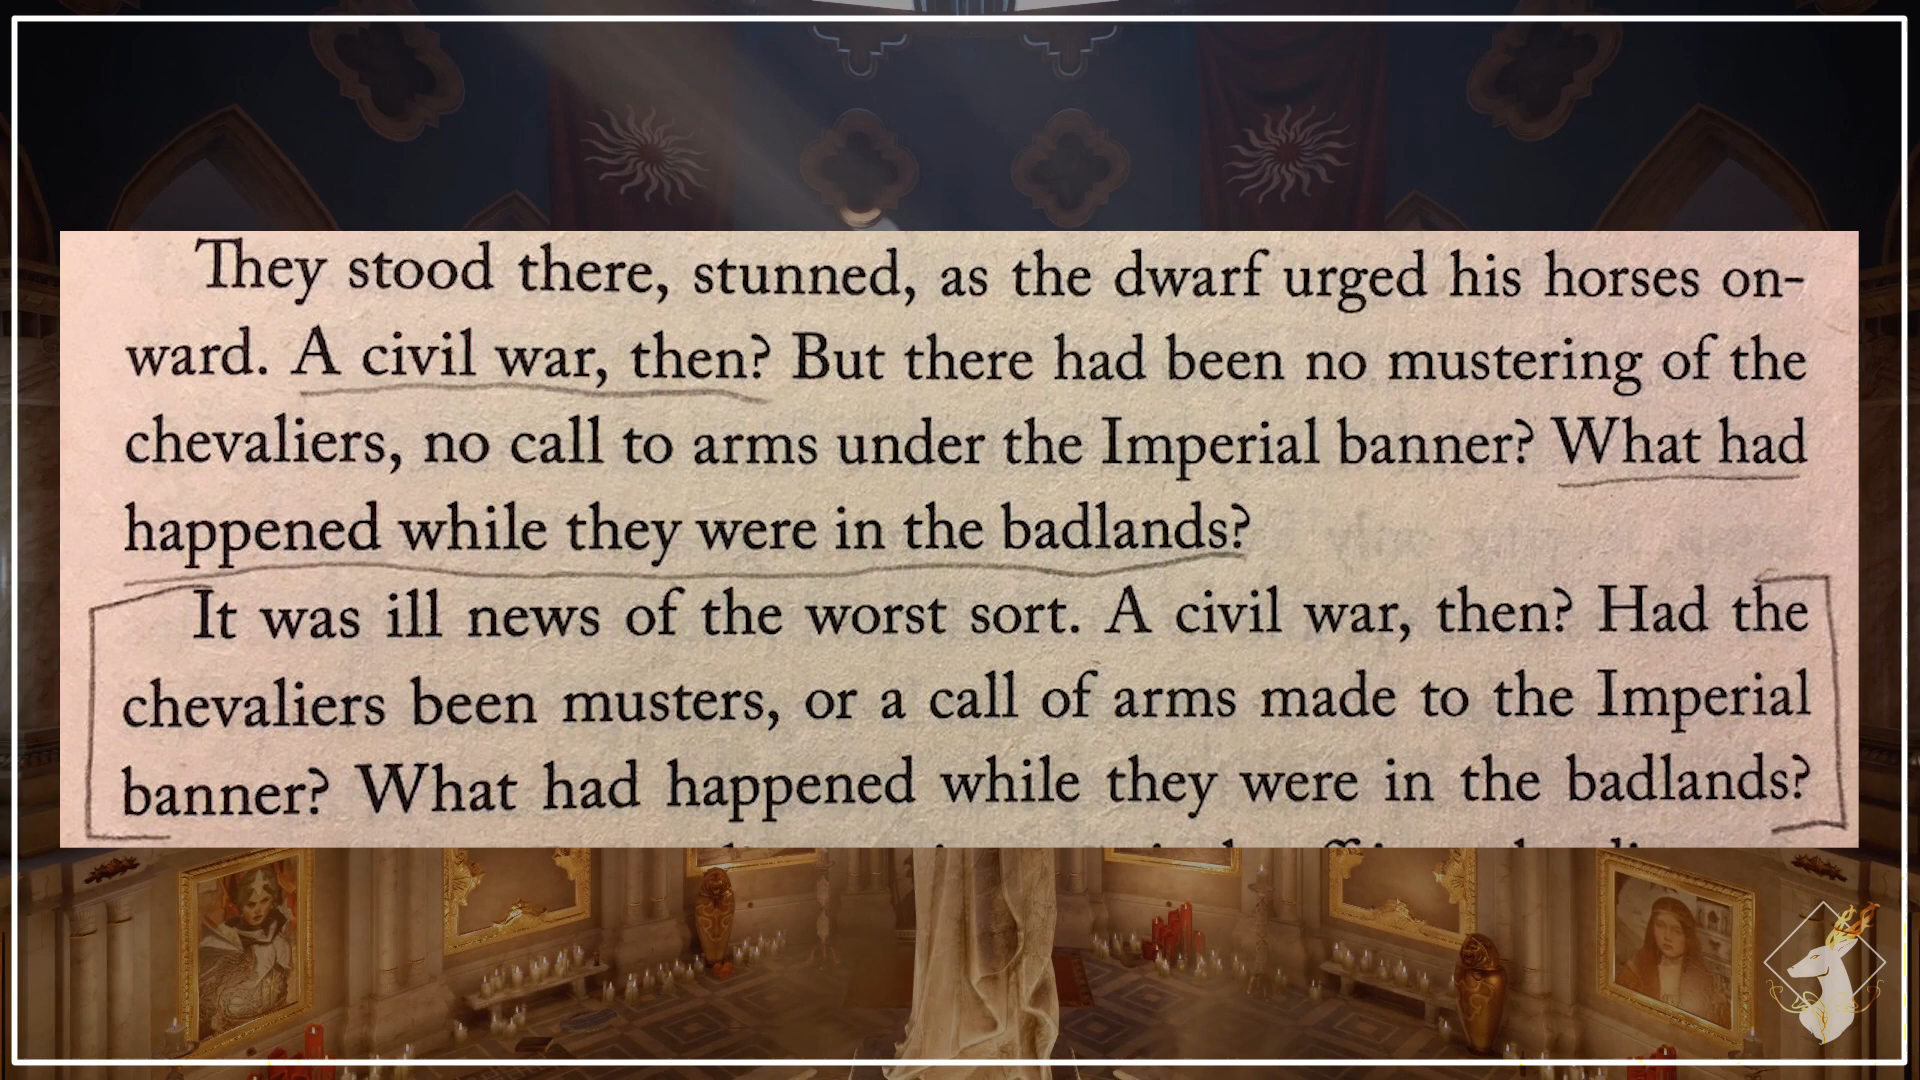 They stood there, stunned, as the dwarf urged his horses on-
ward. A civil war, then? But there had been no mustering of the
chevaliers, no call to arms under the Imperial banner? What had
happened while they were in the badlands?
It was ill news of the worst sort. A civil war, then? Had the
chevaliers been musters, or a call of arms made to the Imperial
banner? What had happened while they were in the badlands?